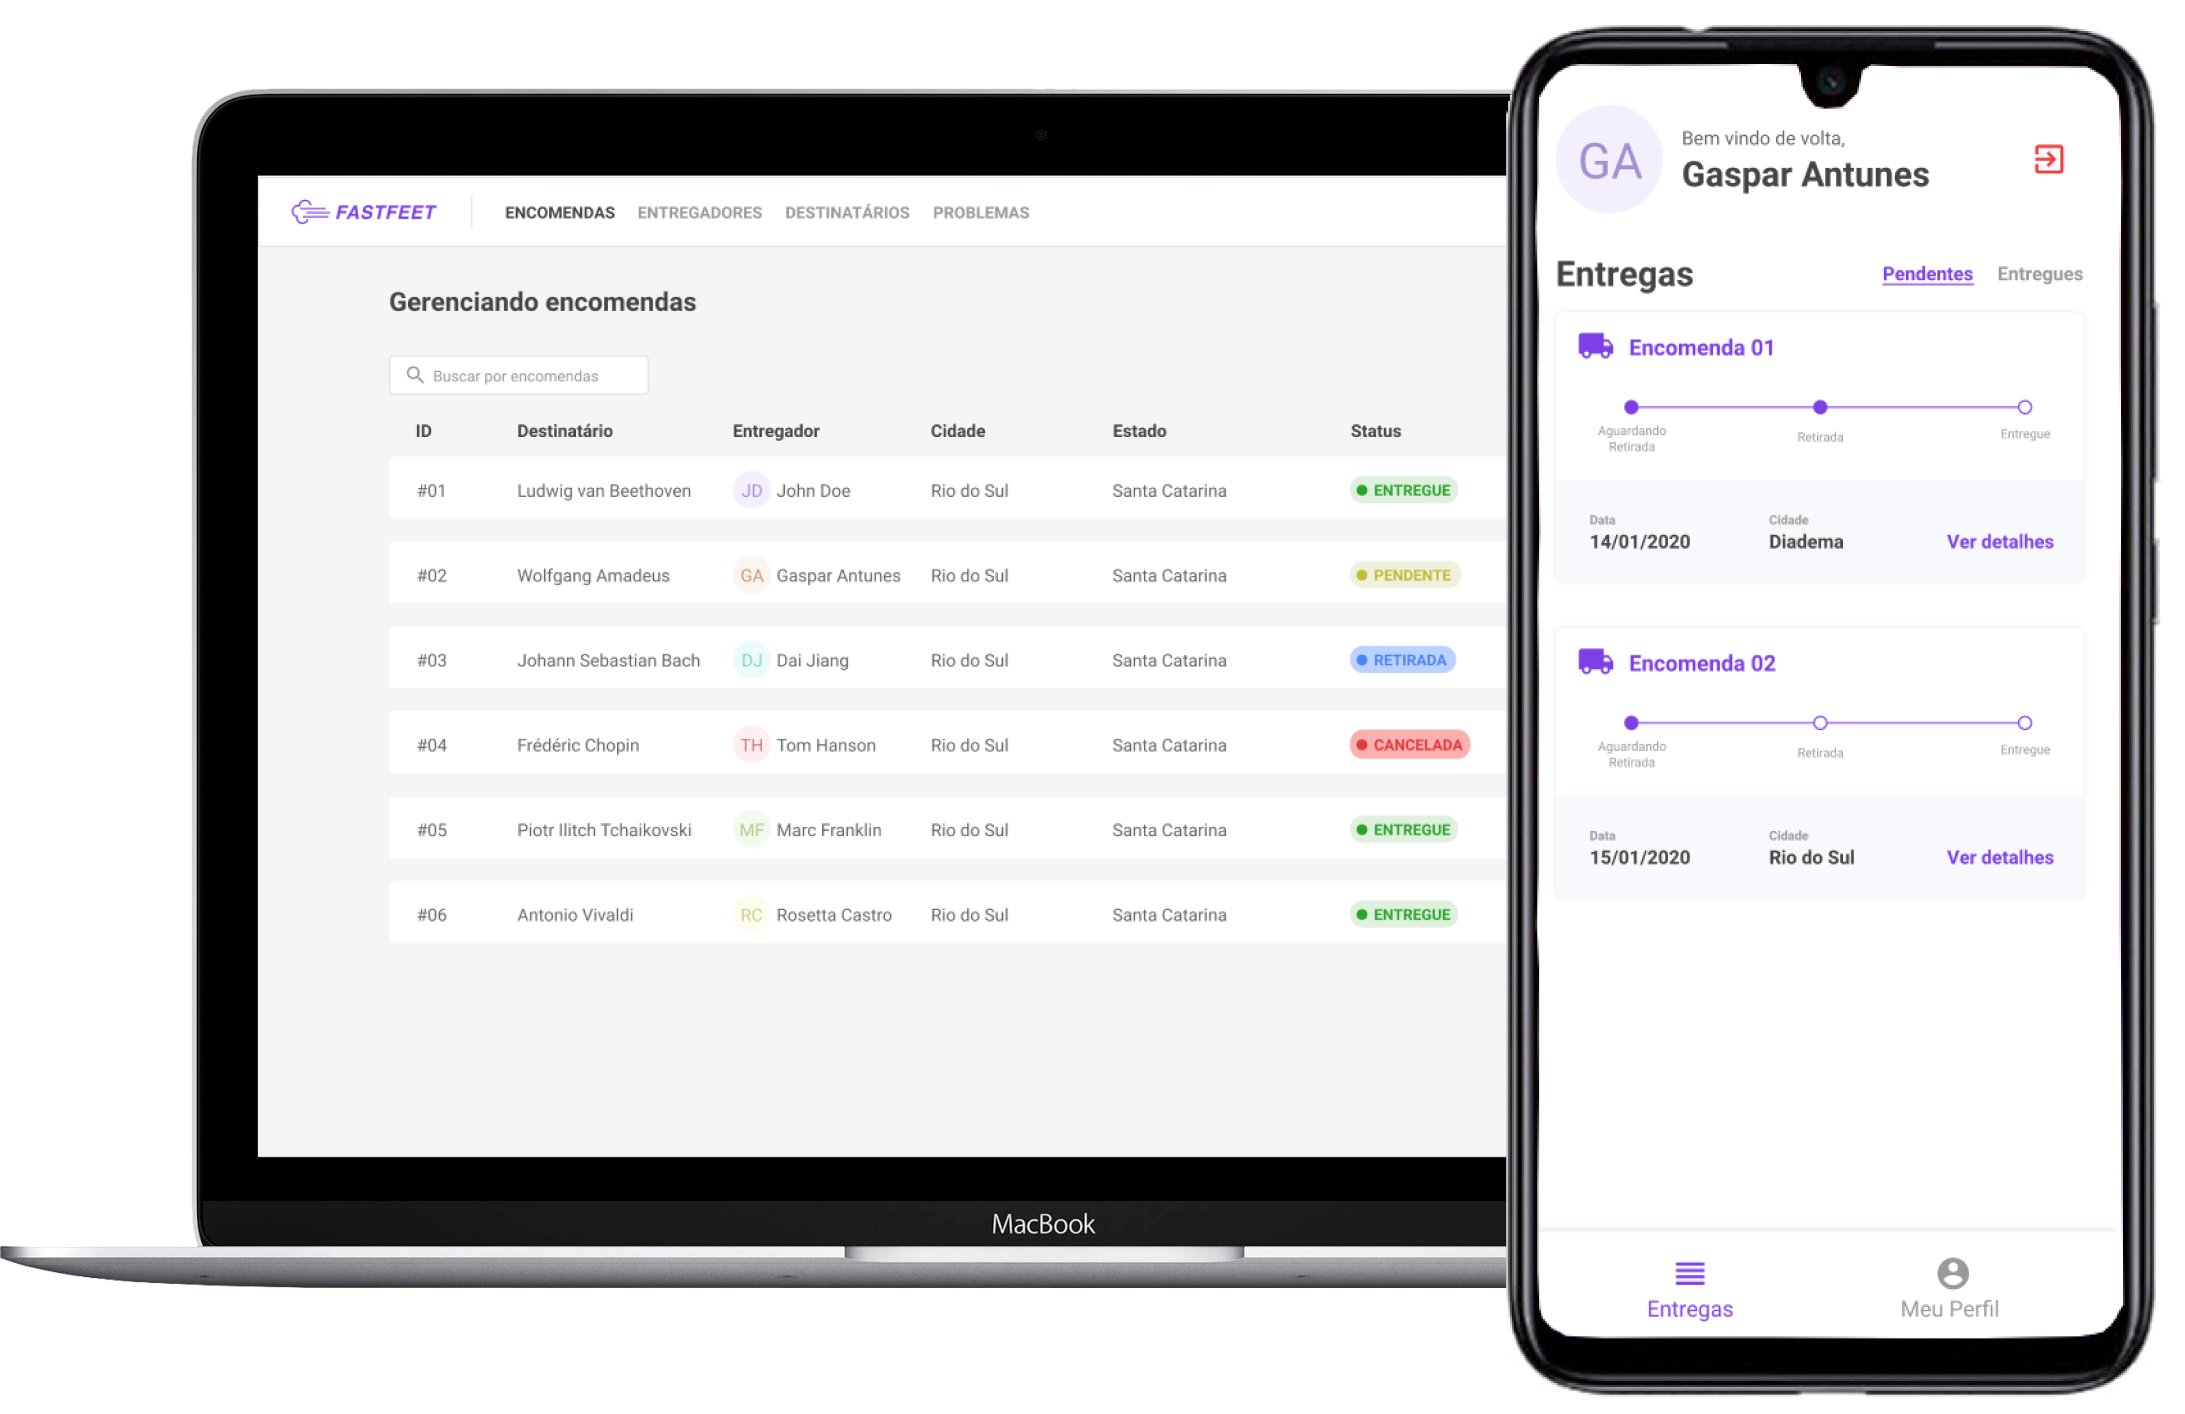 FASTFEET ENCOMENDAS ENTREGADORES DESTINATÁRIOS PROBLEMAS
Gerenciando encomendas
Buscar por encomendas
ID Destinatário Entregador Cidade Estado Status
#01 Ludwig van Beethoven JD John Doe Rio do Sul Santa Catarina ENTREGUE
#02 Wolfgang Amadeus GA Gaspar Antunes Rio do Sul Santa Catarina PENDENTE
#03 Johann Sebastian Bach DJ Dai Jiang Rio do Sul Santa Catarina RETIRADA
#04 Frédéric Chopin TH Tom Hanson Rio do Sul Santa Catarina CANCELADA
#05 Piotr Ilitch Tchaikovski MF Marc Franklin Rio do Sul Santa Catarina ENTREGUE
#06 Antonio Vivaldi RC Rosetta Castro Rio do Sul Santa Catarina ENTREGUE
MacBook
GA
Bem vindo de volta,
Gaspar Antunes
Entregas Pendentes Entregues
Encomenda 01
Aguardando
Retirada
Retirada
Entregue
Data Cidade
14/01/2020 Diadema Ver detalhes
Encomenda 02
Aguardando
Retirada
Retirada
Entregue
Data Cidade
15/01/2020 Rio do Sul Ver detalhes
Entregas Meu Perfil